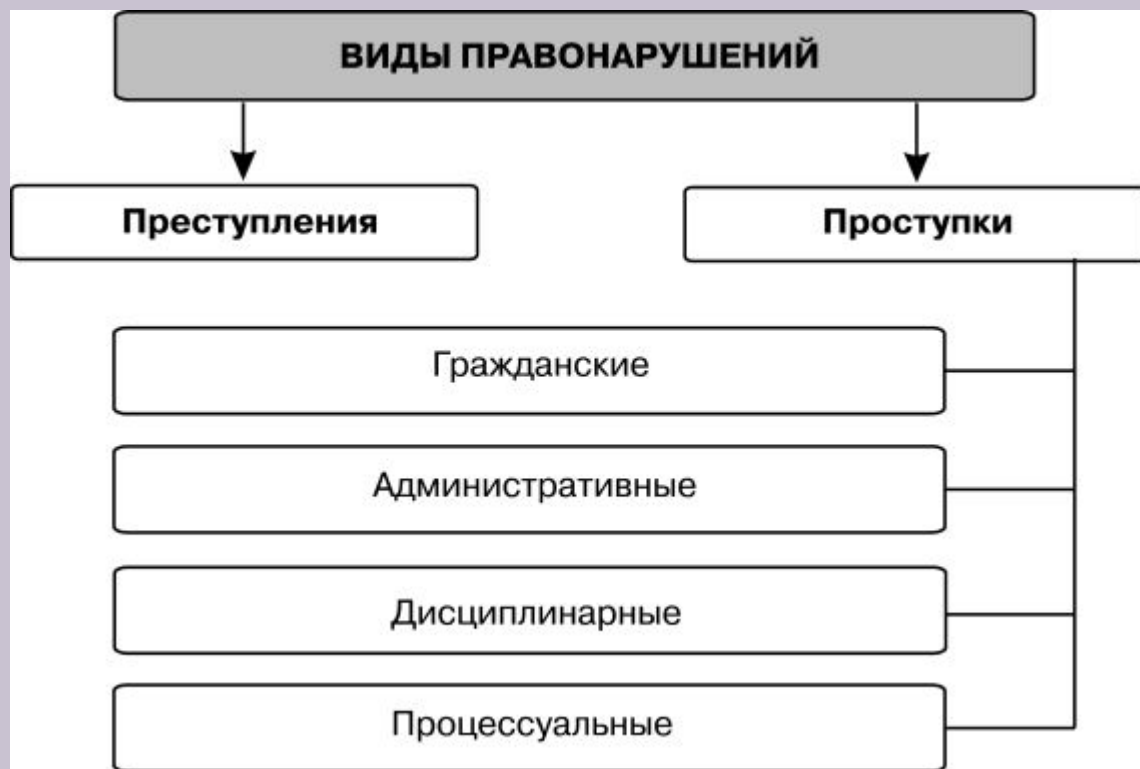 ВИДЫ ПРАВОНАРУШЕНИЙ
Преступления
Проступки
Гражданские
Административные
Дисциплинарные
Процессуальные